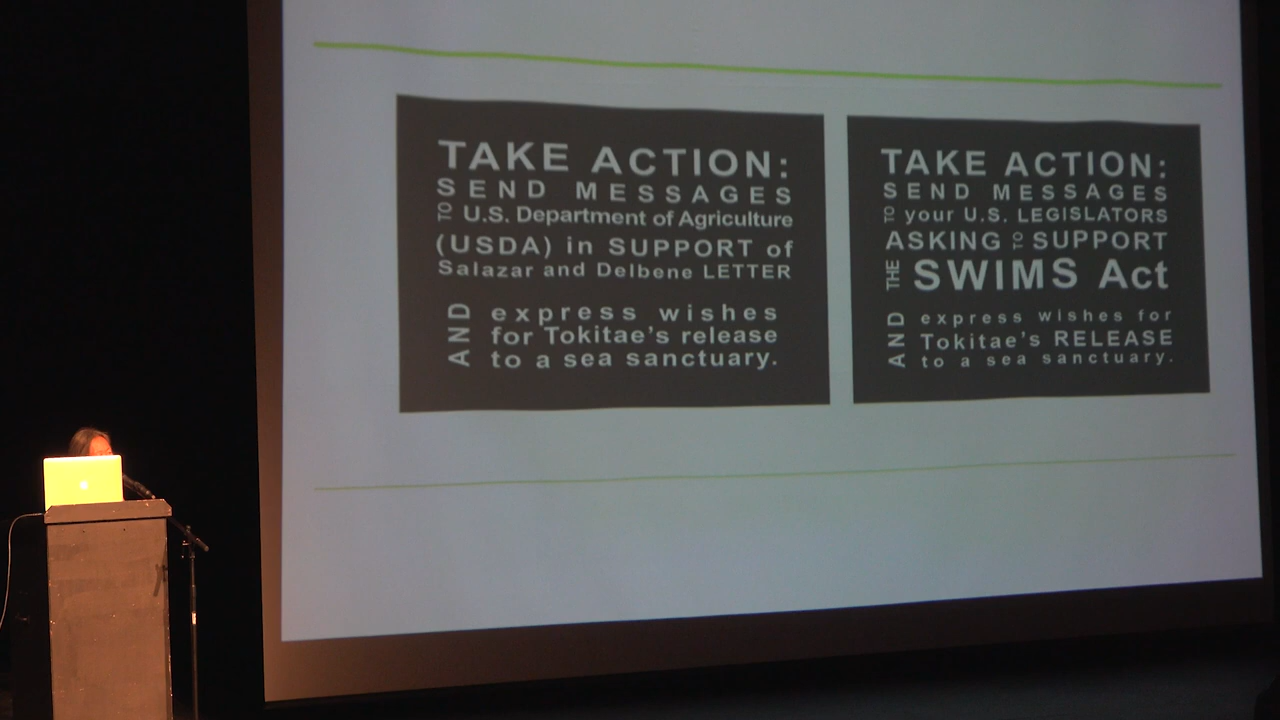 TAKE ACTION:
SEND MESSAGES
TO U.S. Department of Agriculture
(USDA) in SUPPORT of
Salazar and Delbene LETTER
AND express wishes
for Tokitae's release
to a sea sanctuary.
TAKE ACTION:
SEND MESSAGES
TO your U.S. LEGISLATORS
ASKING TO SUPPORT
THE SWIMS Act
AND express wishes for
Tokitae's RELEASE
to a sea sanctuary.